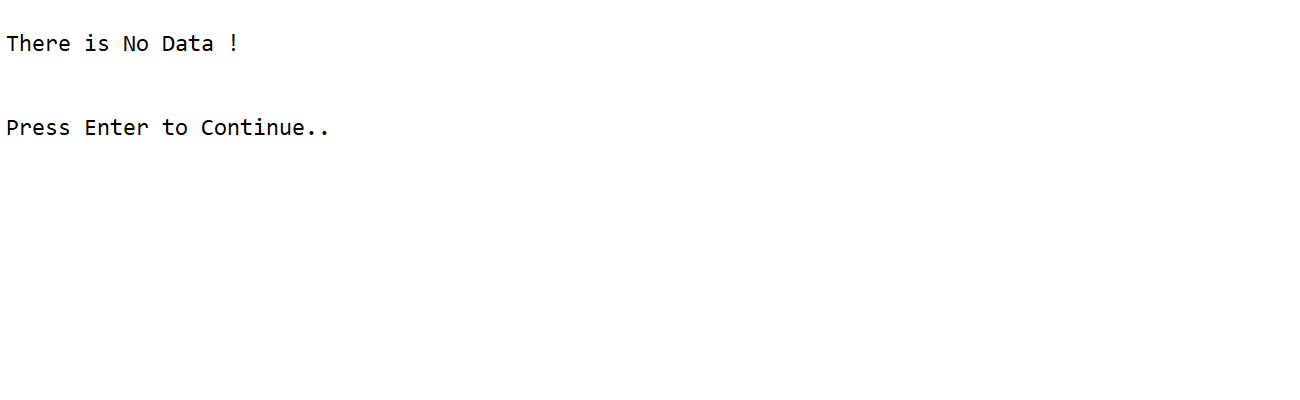 There is No Data !
Press Enter to Continue..